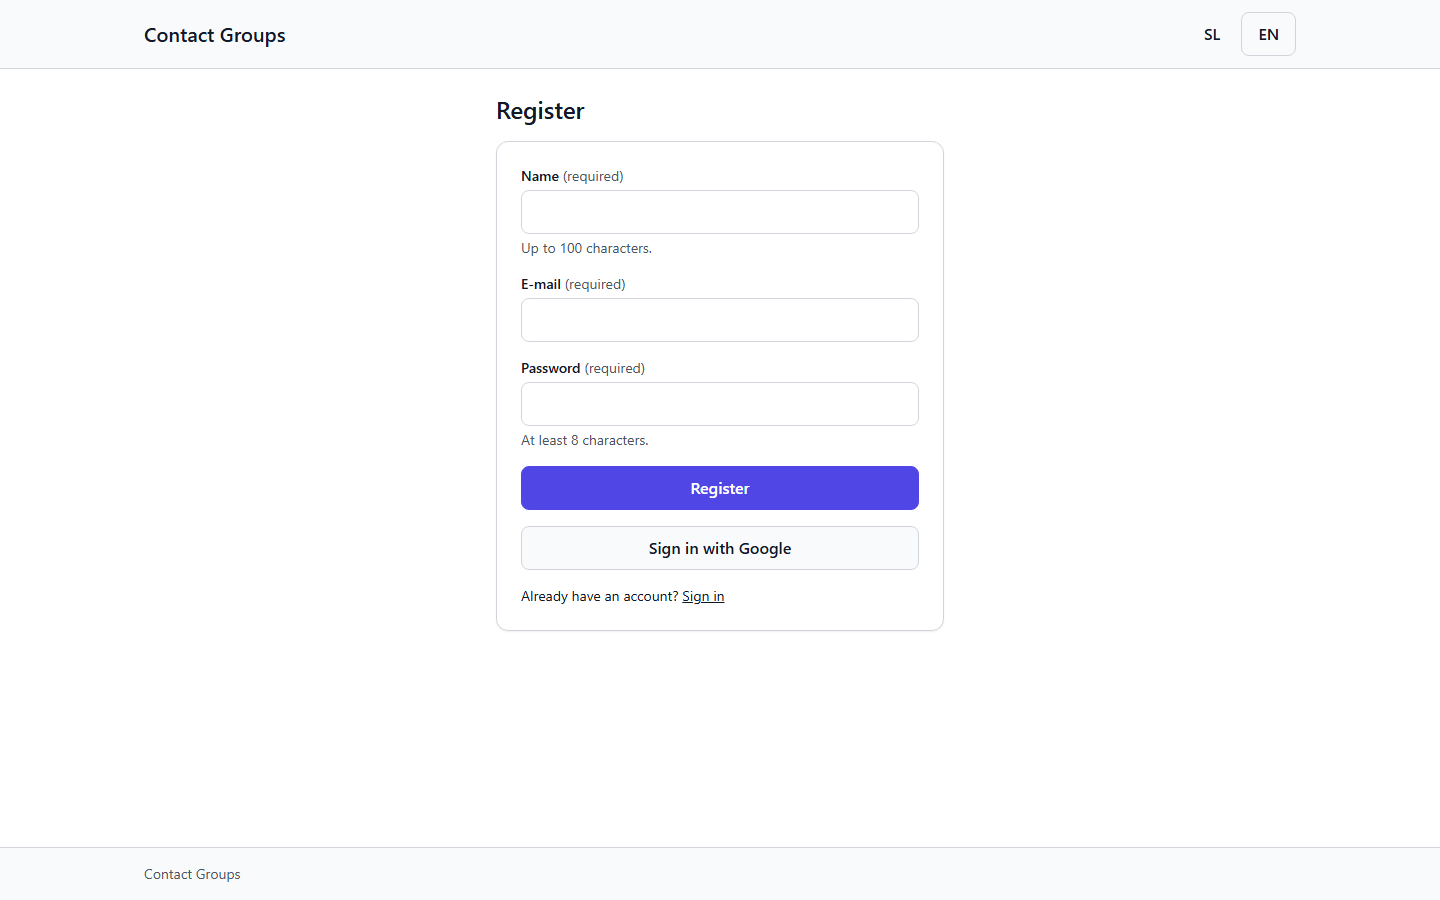 Contact Groups
SL
EN
Register
Name (required)
Up to 100 characters.
E-mail (required)
Password (required)
At least 8 characters.
Register
Sign in with Google
Already have an account? Sign in
Contact Groups